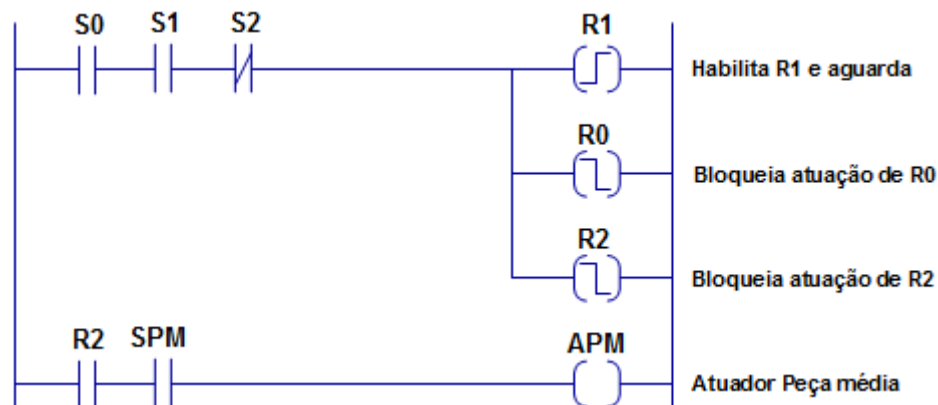 S0 S1 S2 R1
Habilita R1 e aguarda
R0
Bloqueia atuação de R0
R2
Bloqueia atuação de R2
R2 SPM APM
Atuador Peça média